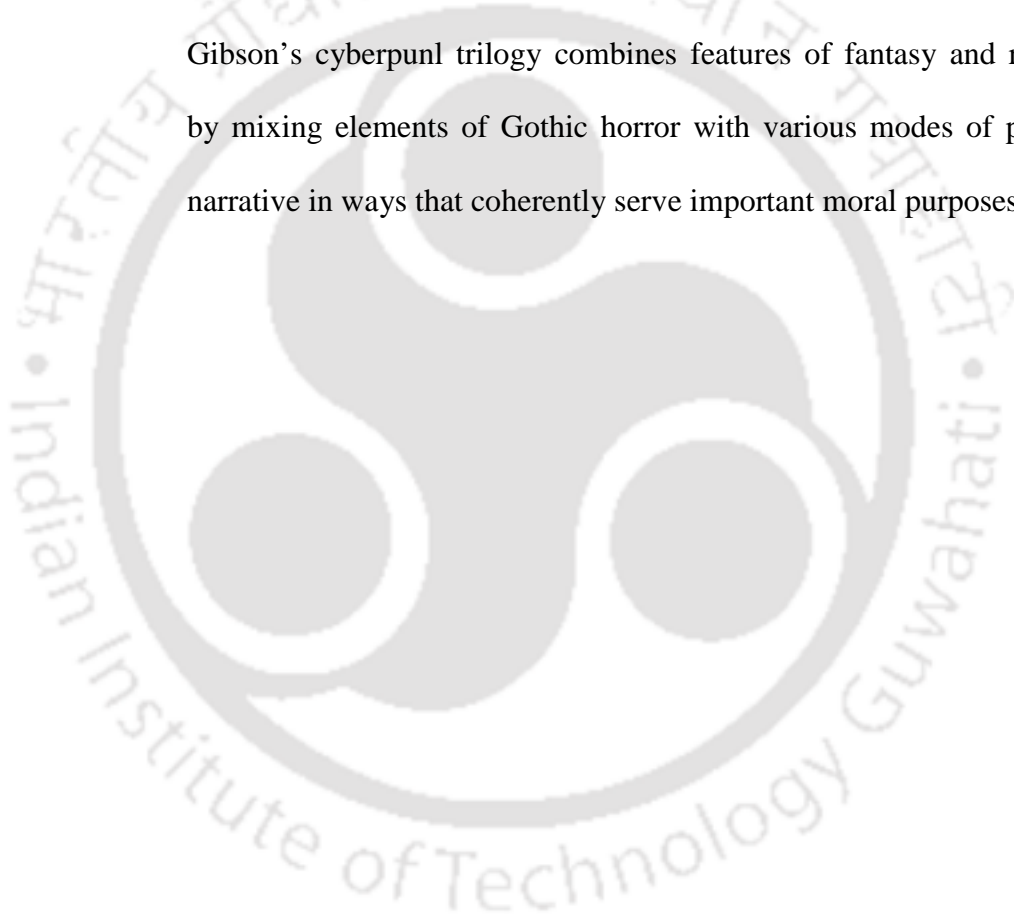 Gibson’s cyberpunl trilogy combines features of fantasy and
by mixing elements of Gothic horror with various modes of
narrative in ways that coherently serve important moral purposes
Indian Institute of Technology Guwahati